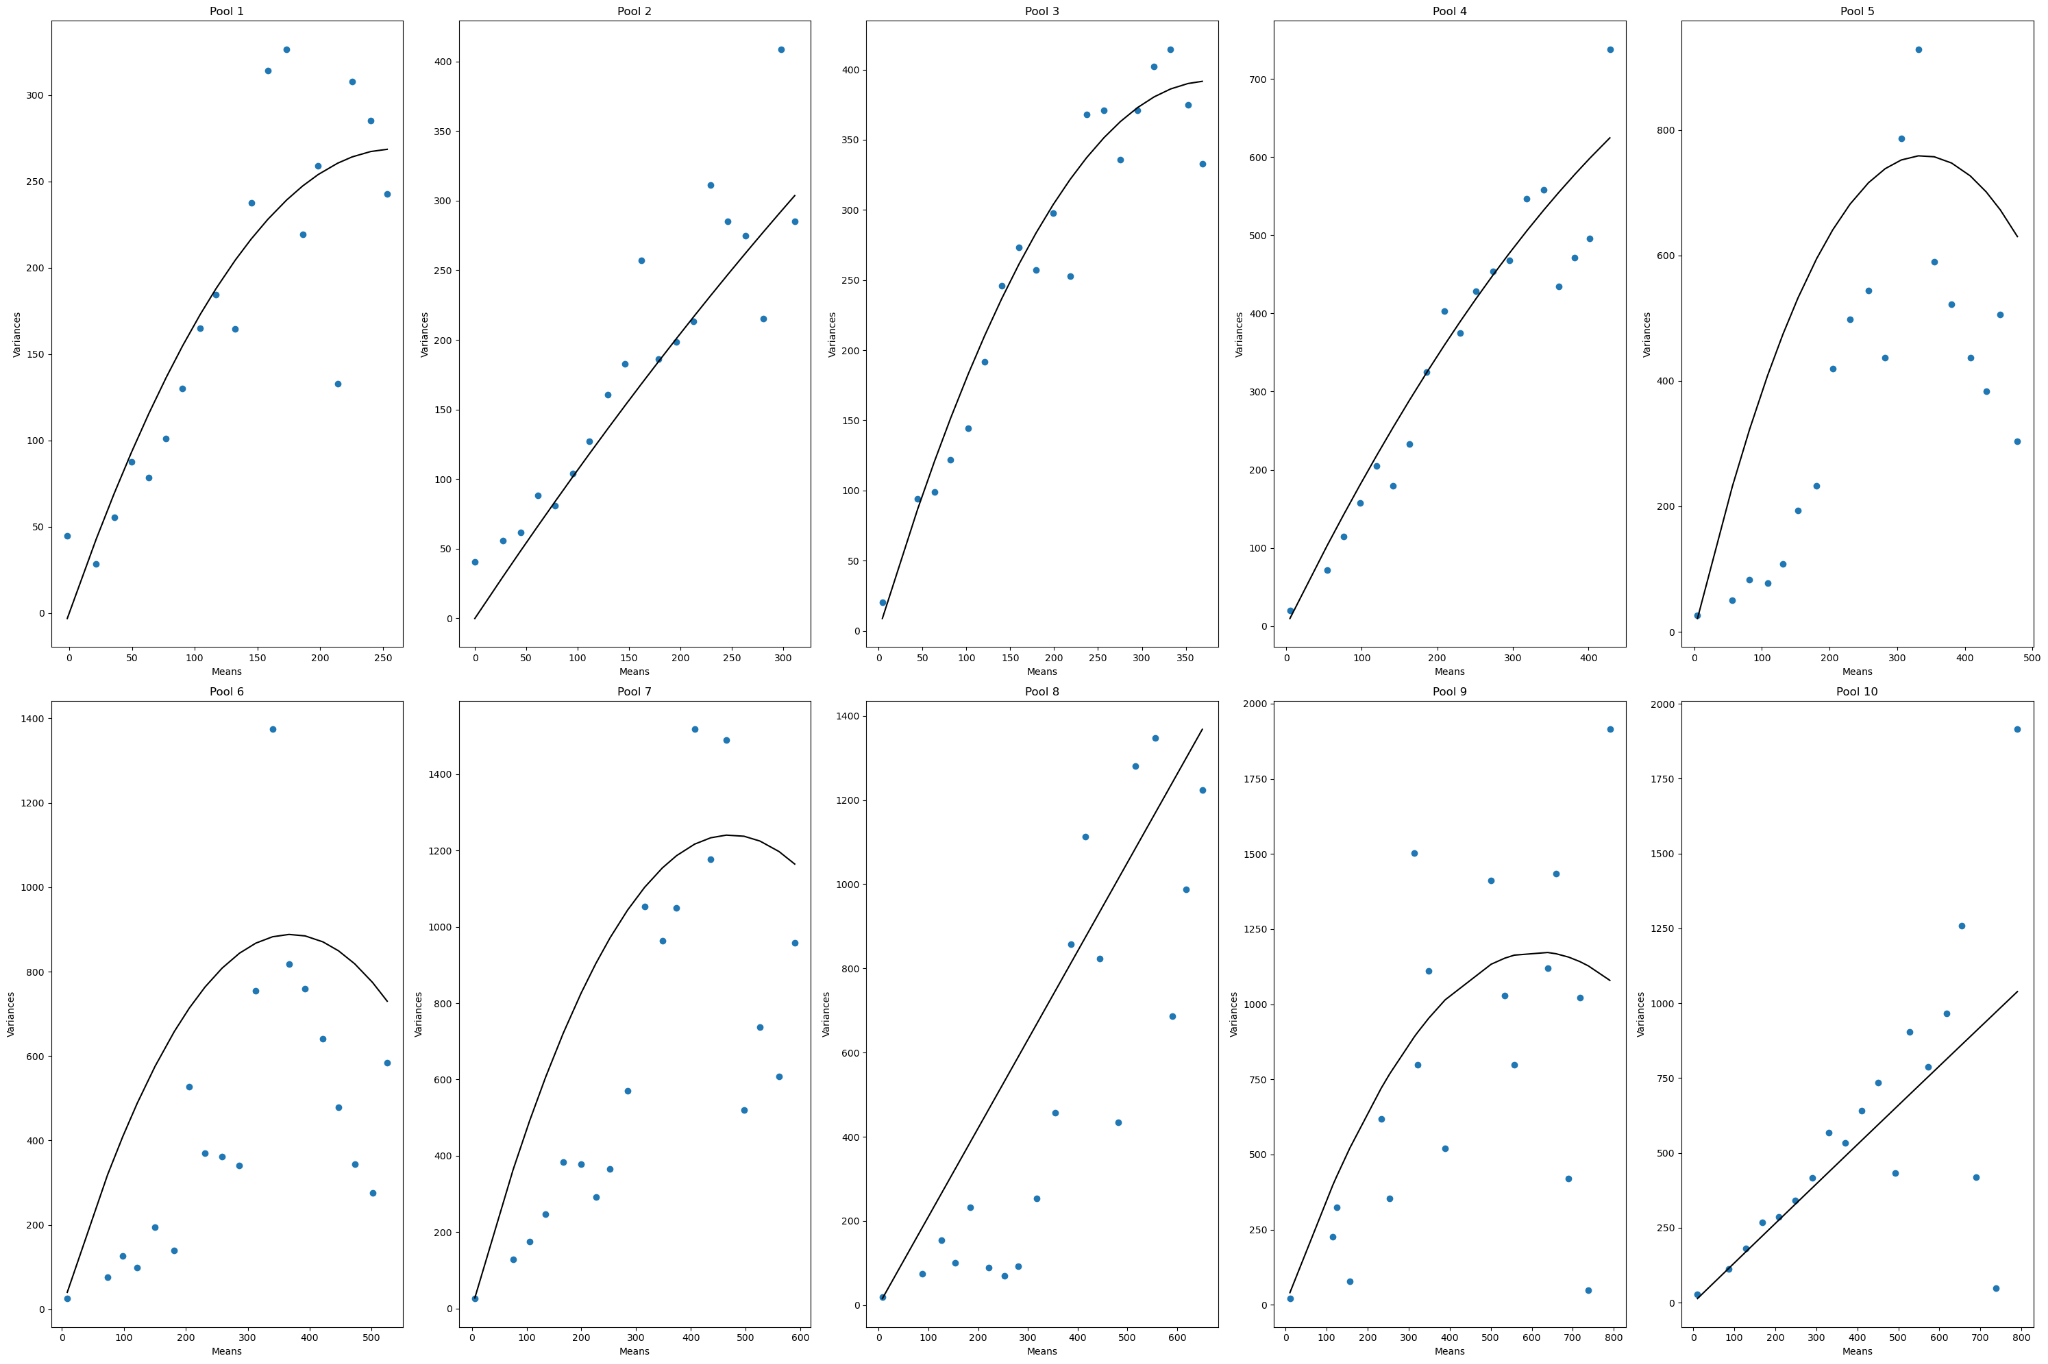 Pool 1
Variances
300
250
200
150
100
50
0
0 50 100 150 200 250
Means
Pool 2
Variances
400
350
300
250
200
150
100
50
0
0 50 100 150 200 250 300
Means
Pool 3
Variances
400
350
300
250
200
150
100
50
0
0 50 100 150 200 250 300 350
Means
Pool 4
Variances
700
600
500
400
300
200
100
0
0 100 200 300 400
Means
Pool 5
Variances
800
600
400
200
0
0 100 200 300 400 500
Means
Pool 6
Variances
1400
1200
1000
800
600
400
200
0
0 100 200 300 400 500
Means
Pool 7
Variances
1400
1200
1000
800
600
400
200
0
0 100 200 300 400 500 600
Means
Pool 8
Variances
1400
1200
1000
800
600
400
200
0
0 100 200 300 400 500 600
Means
Pool 9
Variances
2000
1750
1500
1250
1000
750
500
250
0
0 100 200 300 400 500 600 700 800
Means
Pool 10
Variances
2000
1750
1500
1250
1000
750
500
250
0
0 100 200 300 400 500 600 700 800
Means